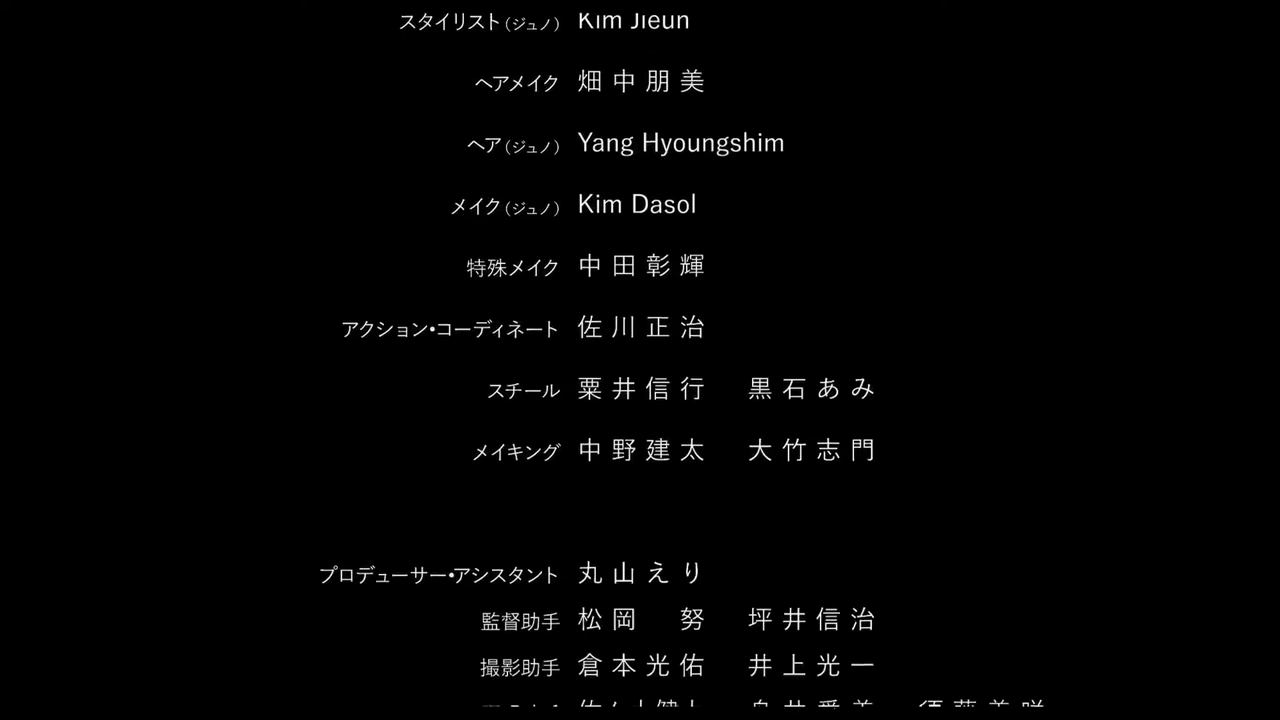 スタイリスト（ジュノ） Kim Jieun
ヘアメイク 畑中朋美
ヘア（ジュノ） Yang Hyoungshim
メイク（ジュノ） Kim Dasol
特殊メイク 中田彰輝
アクション・コーディネート 佐川正治
スチール 粟井信行 黒石あみ
メイキング 中野建太 大竹志門
プロデューサー・アシスタント 丸山えり
監督助手 松岡 努 坪井信治
撮影助手 倉本光佑 井上光一